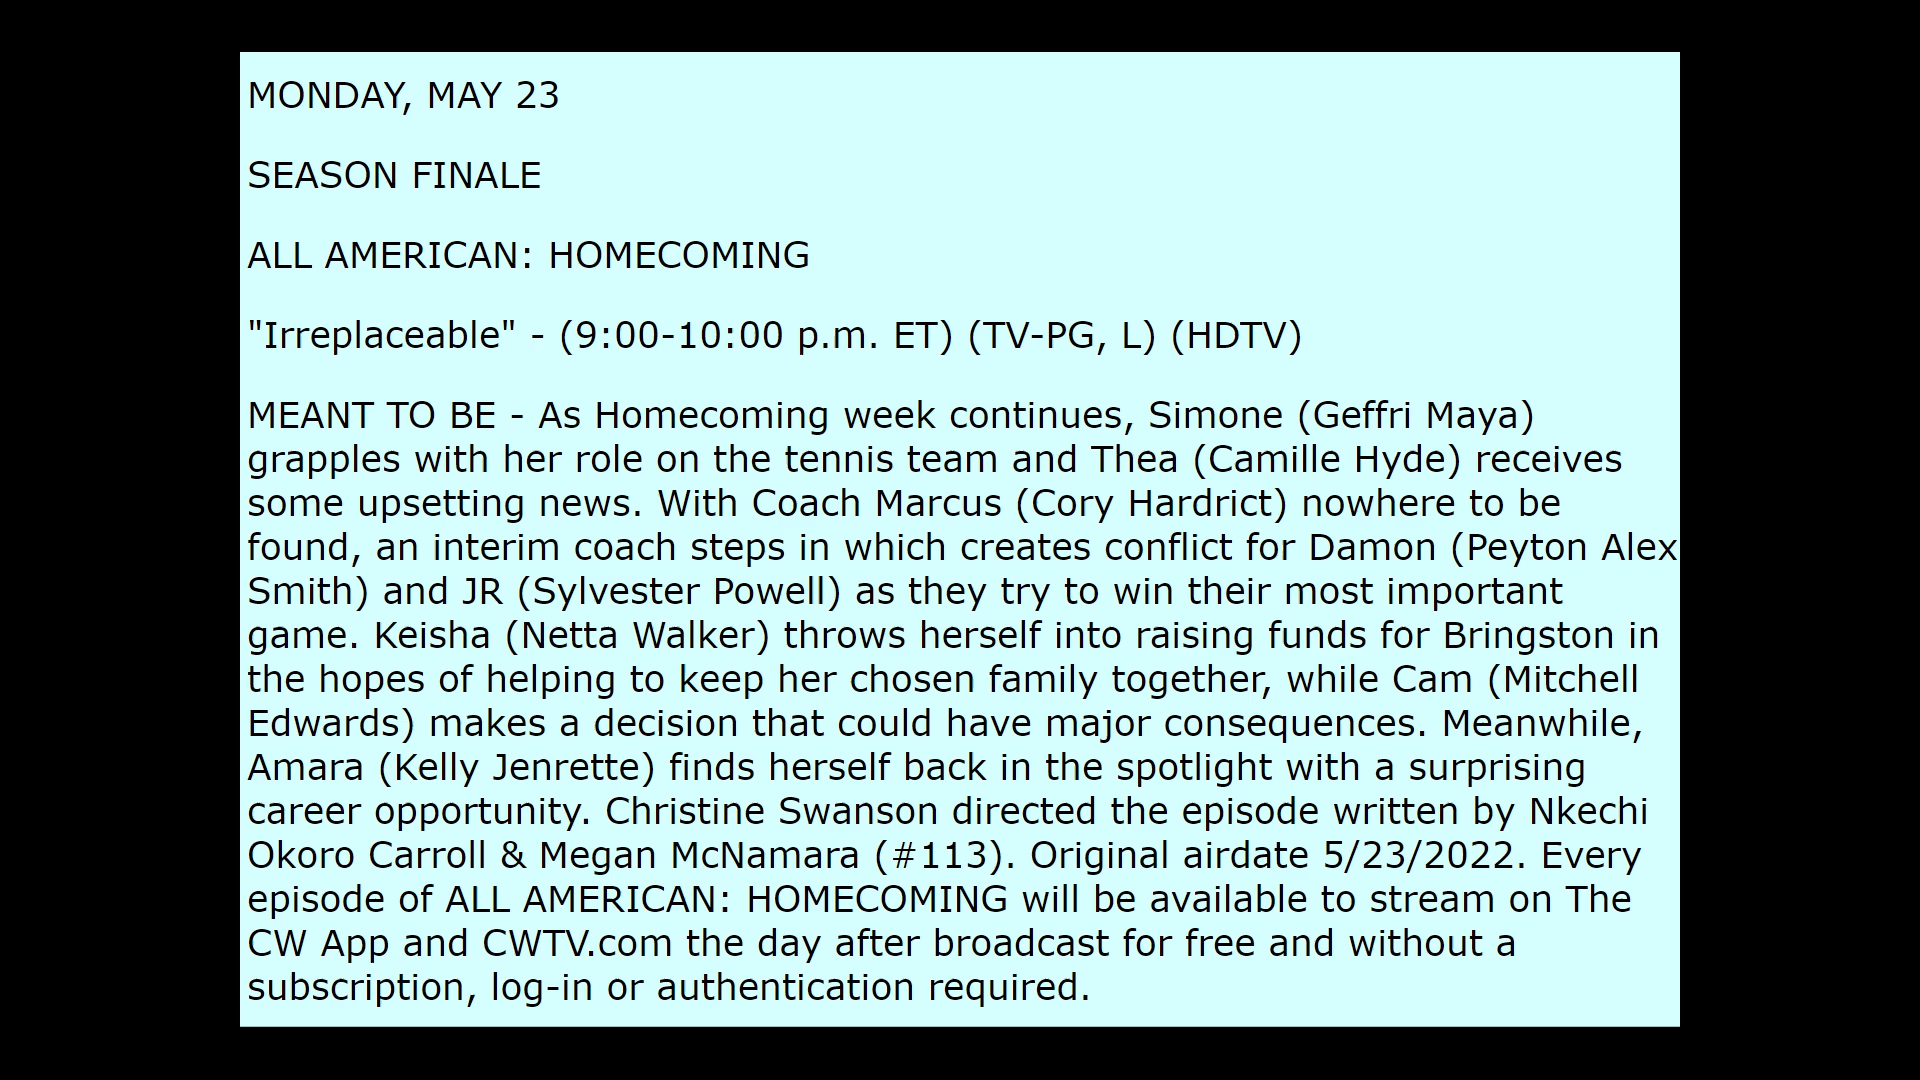 MONDAY, MAY 23
SEASON FINALE
ALL AMERICAN: HOMECOMING
"Irreplaceable" - (9:00-10:00 p.m. ET) (TV-PG, L) (HDTV)
MEANT TO BE - As Homecoming week continues, Simone (Geffri Maya)
grapples with her role on the tennis team and Thea (Camille Hyde) receives
some upsetting news. With Coach Marcus (Cory Hardrict) nowhere to be
found, an interim coach steps in which creates conflict for Damon (Peyton Alex
Smith) and JR (Sylvester Powell) as they try to win their most important
game. Keisha (Netta Walker) throws herself into raising funds for Bringston in
the hopes of helping to keep her chosen family together, while Cam (Mitchell
Edwards) makes a decision that could have major consequences. Meanwhile,
Amara (Kelly Jenrette) finds herself back in the spotlight with a surprising
career opportunity. Christine Swanson directed the episode written by Nkechi
Okoro Carroll & Megan McNamara (#113). Original airdate 5/23/2022. Every
episode of ALL AMERICAN: HOMECOMING will be available to stream on The
CW App and CWTV.com the day after broadcast for free and without a
subscription, log-in or authentication required.